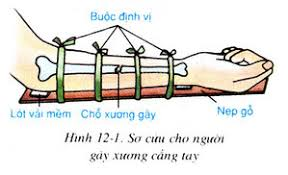 Buộc định vị
Lót vải mềm
Chỗ xương gãy
Nẹp gỗ
Hình 12-1. Sơ cứu cho người
gãy xương cẳng tay